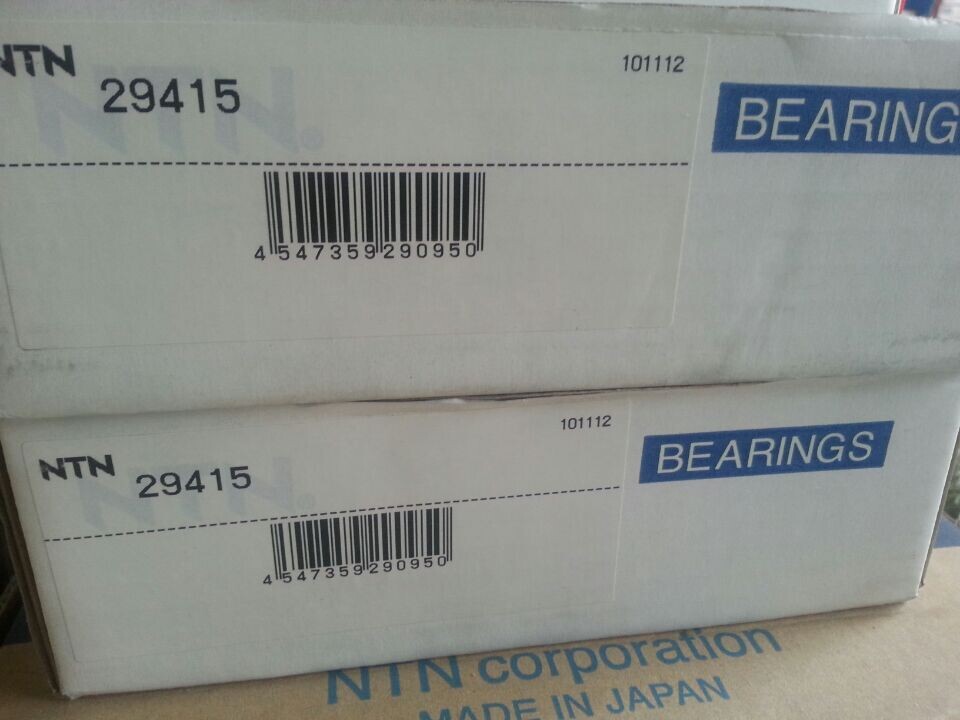 NTN
29415
101112
BEARING
4 547359 290950
NTN
29415
101112
BEARINGS
4 547359 290950
NTN corporation
MADE IN JAPAN